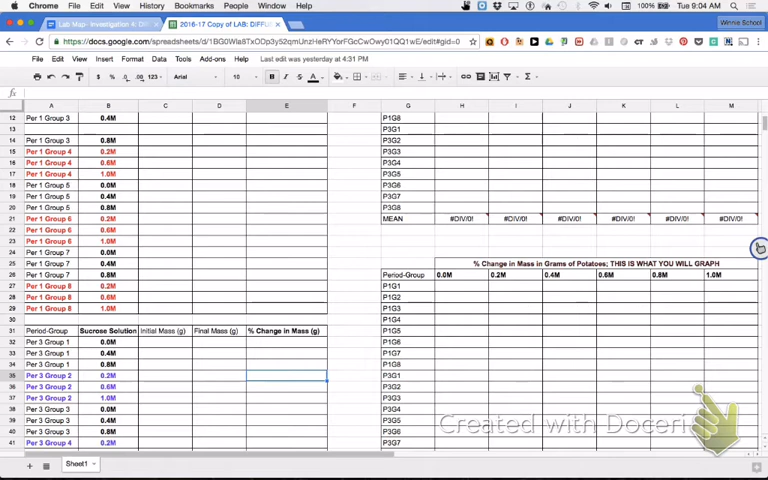 Chrome File Edit View History Bookmarks People Window Help 100% Tue 9:04 AM
Lab Map- Investigation 4: DIFF 2016-17 Copy of LAB: DIFFU Winnie School
File Edit View Insert Format Data Tools Add-ons Help Last edit was yesterday at 4:31 PM
$ % .0 .00 123 Arial 10 B I S A Σ
fx
A B C D E F G H I J K L M
12 Per 1 Group 3 0.4M P1G8
13 P3G1
14 Per 1 Group 3 0.8M P3G2
15 Per 1 Group 4 0.2M P3G3
16 Per 1 Group 4 0.6M P3G4
17 Per 1 Group 4 1.0M P3G5
18 Per 1 Group 5 0.0M P3G6
19 Per 1 Group 5 0.4M P3G7
20 Per 1 Group 5 0.8M P3G8
21 Per 1 Group 6 0.2M MEAN #DIV/0! #DIV/0! #DIV/0! #DIV/0! #DIV/0! #DIV/0!
22 Per 1 Group 6 0.6M
23 Per 1 Group 6 1.0M
24 Per 1 Group 7 0.0M
25 Per 1 Group 7 0.4M % Change in Mass in Grams of Potatoes; THIS IS WHAT YOU WILL GRAPH
26 Per 1 Group 7 0.8M Period-Group 0.0M 0.2M 0.4M 0.6M 0.8M 1.0M
27 Per 1 Group 8 0.2M P1G1
28 Per 1 Group 8 0.6M P1G2
29 Per 1 Group 8 1.0M P1G3
30 P1G4
31 Period-Group Sucrose Solution Initial Mass (g) Final Mass (g) % Change in Mass (g) P1G5
32 Per 3 Group 1 0.0M P1G6
33 Per 3 Group 1 0.4M P1G7
34 Per 3 Group 1 0.8M P1G8
35 Per 3 Group 2 0.2M P3G1
36 Per 3 Group 2 0.6M P3G2
37 Per 3 Group 2 1.0M P3G3
38 Per 3 Group 3 0.0M P3G4
39 Per 3 Group 3 0.4M P3G5
40 Per 3 Group 3 0.8M P3G6
41 Per 3 Group 4 0.2M P3G7
Created with Doceri
Sheet1